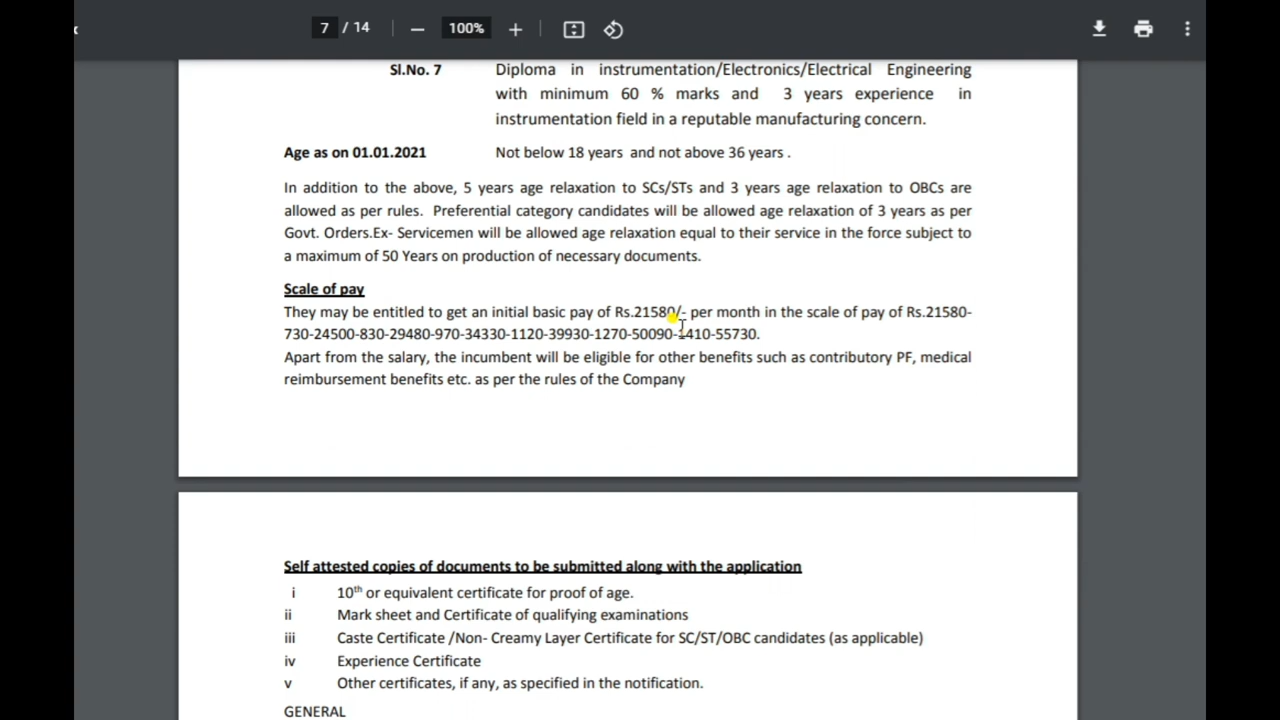 7 / 14 100%
Sl.No. 7 Diploma in instrumentation/Electronics/Electrical Engineering
with minimum 60 % marks and 3 years experience in
instrumentation field in a reputable manufacturing concern.
Age as on 01.01.2021 Not below 18 years and not above 36 years .
In addition to the above, 5 years age relaxation to SCs/STs and 3 years age relaxation to OBCs are
allowed as per rules. Preferential category candidates will be allowed age relaxation of 3 years as per
Govt. Orders.Ex- Servicemen will be allowed age relaxation equal to their service in the force subject to
a maximum of 50 Years on production of necessary documents.
Scale of pay
They may be entitled to get an initial basic pay of Rs.21580/- per month in the scale of pay of Rs.21580-
730-24500-830-29480-970-34330-1120-39930-1270-50090-1410-55730.
Apart from the salary, the incumbent will be eligible for other benefits such as contributory PF, medical
reimbursement benefits etc. as per the rules of the Company
Self attested copies of documents to be submitted along with the application
i 10th or equivalent certificate for proof of age.
ii Mark sheet and Certificate of qualifying examinations
iii Caste Certificate /Non- Creamy Layer Certificate for SC/ST/OBC candidates (as applicable)
iv Experience Certificate
v Other certificates, if any, as specified in the notification.
GENERAL